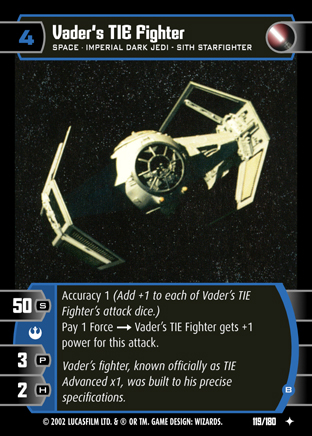 4 Vader's TIE Fighter
SPACE · IMPERIAL DARK JEDI - SITH STARFIGHTER
50 S
Accuracy 1 (Add +1 to each of Vader's TIE
Fighter's attack dice.)
Pay 1 Force → Vader's TIE Fighter gets +1
power for this attack.
3 P
2 H
Vader's fighter, known officially as TIE
Advanced x1, was built to his precise
specifications.
B
© 2002 LUCASFILM LTD. & ® OR TM. GAME DESIGN: WIZARDS. 119/180